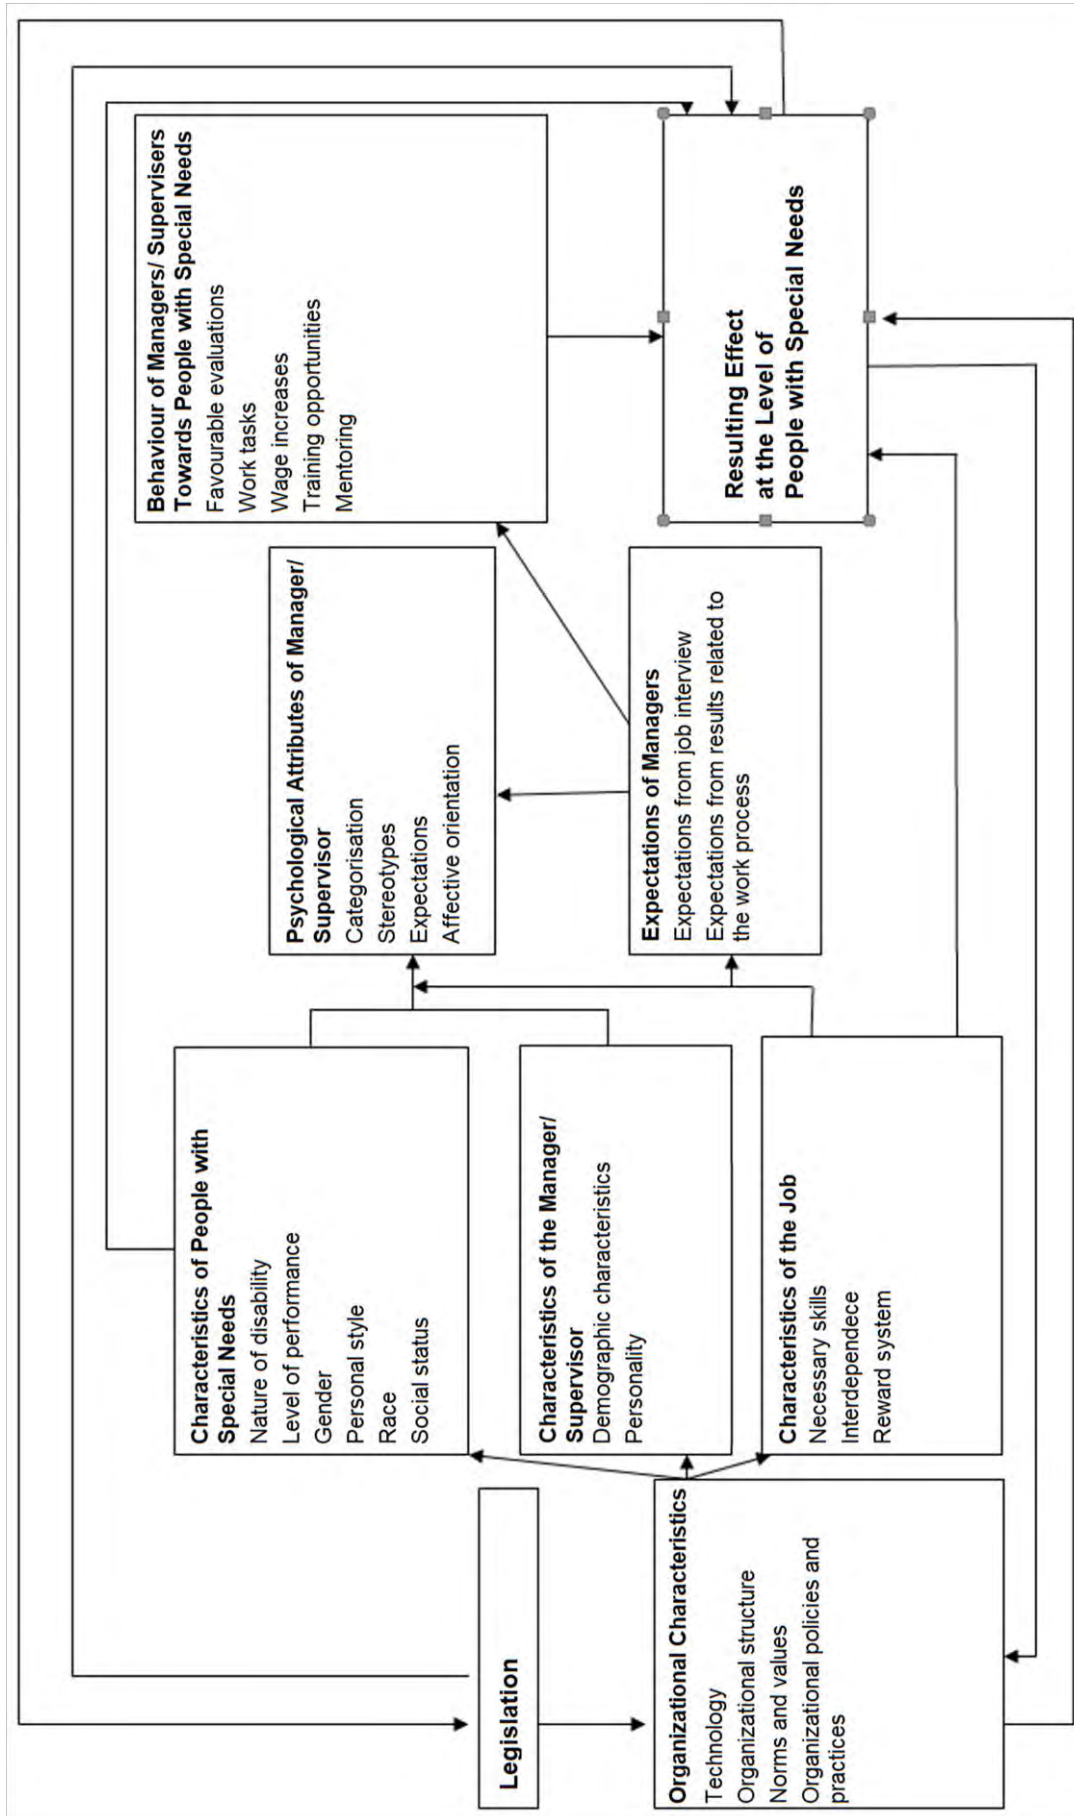 Legislation
Organizational Characteristics
Technology
Organizational structure
Norms and values
Organizational policies and
practices
Characteristics of People with
Special Needs
Nature of disability
Level of performance
Gender
Personal style
Race
Social status
Characteristics of the Manager/
Supervisor
Demographic characteristics
Personality
Characteristics of the Job
Necessary skills
Interdependece
Reward system
Psychological Attributes of Manager/
Supervisor
Categorisation
Stereotypes
Expectations
Affective orientation
Expectations of Managers
Expectations from job interview
Expectations from results related to
the work process
Behaviour of Managers/ Supervisers
Towards People with Special Needs
Favourable evaluations
Work tasks
Wage increases
Training opportunities
Mentoring
Resulting Effect
at the Level of
People with Special Needs